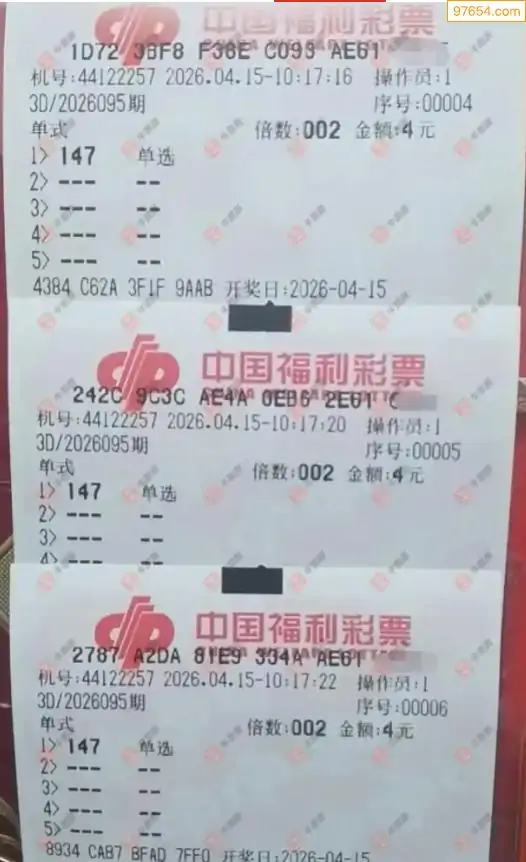 97654.com
中国福利彩票
1D72 3BF8 F38E C093 AE61
机号:44122257 2026.04.15-10:17:16 操作员:1
3D/2026095期 序号:00004
单式 倍数:002 金额:4元
1> 147 单选
2> --- --
3> --- --
4> --- --
5> --- --
4384 C62A 3F1F 9AAB 开奖日:2026-04-15
中国福利彩票
242C 9C3C AE4A 0EB6 2E01
机号:44122257 2026.04.15-10:17:20 操作员:1
3D/2026095期 序号:00005
单式 倍数:002 金额:4元
1> 147 单选
2> --- --
3> --- --
4> --- --
中国福利彩票
2787 A2DA 81E9 334A AE61
机号:44122257 2026.04.15-10:17:22 操作员:1
3D/2026095期 序号:00006
单式 倍数:002 金额:4元
1> 147 单选
2> --- --
3> --- --
4> --- --
5> --- --
8934 CAB7 BFAD 7FF0 开奖日:2026-04-15